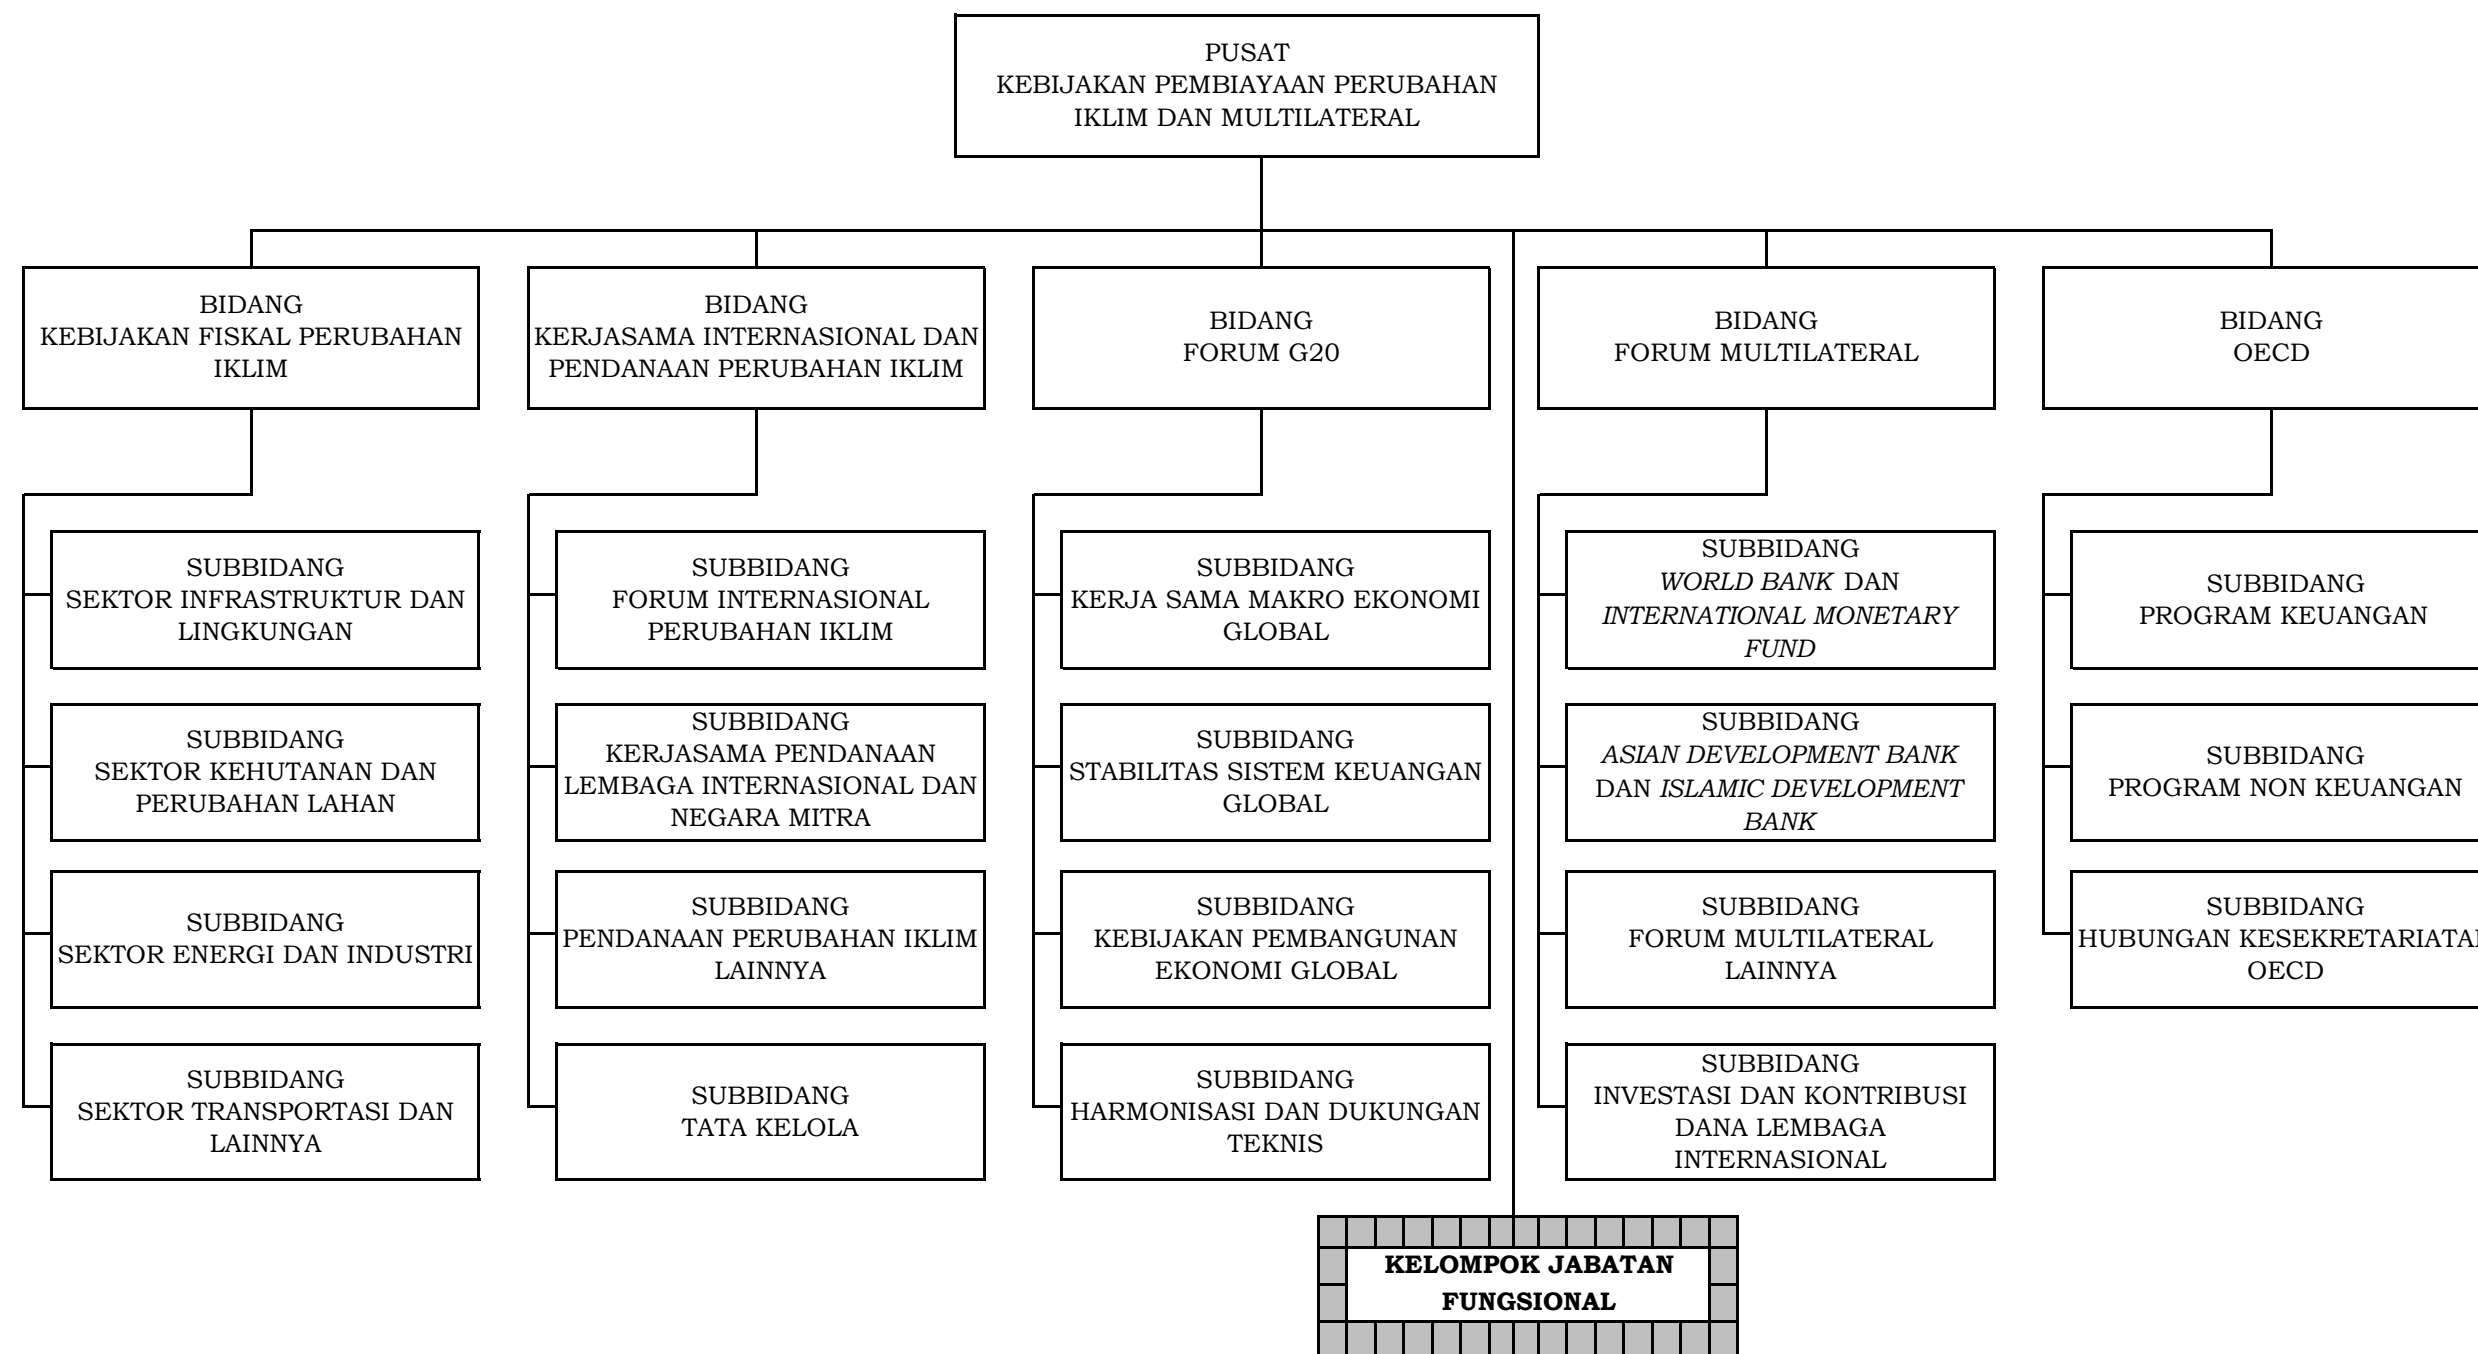 PUSAT
KEBIJAKAN PEMBIAYAAN PERUBAHAN
IKLIM DAN MULTILATERAL
BIDANG
KEBIJAKAN FISKAL PERUBAHAN
IKLIM
BIDANG
KERJASAMA INTERNASIONAL DAN
PENDANAAN PERUBAHAN IKLIM
BIDANG
FORUM G20
BIDANG
FORUM MULTILATERAL
BIDANG
OECD
SUBBIDANG
SEKTOR INFRASTRUKTUR DAN
LINGKUNGAN
SUBBIDANG
FORUM INTERNASIONAL
PERUBAHAN IKLIM
SUBBIDANG
KERJA SAMA MAKRO EKONOMI
GLOBAL
SUBBIDANG
WORLD BANK DAN
INTERNATIONAL MONETARY
FUND
SUBBIDANG
PROGRAM KEUANGAN
SUBBIDANG
SEKTOR KEHUTANAN DAN
PERUBAHAN LAHAN
SUBBIDANG
KERJASAMA PENDANAAN
LEMBAGA INTERNASIONAL DAN
NEGARA MITRA
SUBBIDANG
STABILITAS SISTEM KEUANGAN
GLOBAL
SUBBIDANG
ASIAN DEVELOPMENT BANK
DAN ISLAMIC DEVELOPMENT
BANK
SUBBIDANG
PROGRAM NON KEUANGAN
SUBBIDANG
SEKTOR ENERGI DAN INDUSTRI
SUBBIDANG
PENDANAAN PERUBAHAN IKLIM
LAINNYA
SUBBIDANG
KEBIJAKAN PEMBANGUNAN
EKONOMI GLOBAL
SUBBIDANG
FORUM MULTILATERAL
LAINNYA
SUBBIDANG
HUBUNGAN KESEKRETARIATAN
OECD
SUBBIDANG
SEKTOR TRANSPORTASI DAN
LAINNYA
SUBBIDANG
TATA KELOLA
SUBBIDANG
HARMONISASI DAN DUKUNGAN
TEKNIS
SUBBIDANG
INVESTASI DAN KONTRIBUSI
DANA LEMBAGA
INTERNASIONAL
KELOMPOK JABATAN
FUNGSIONAL